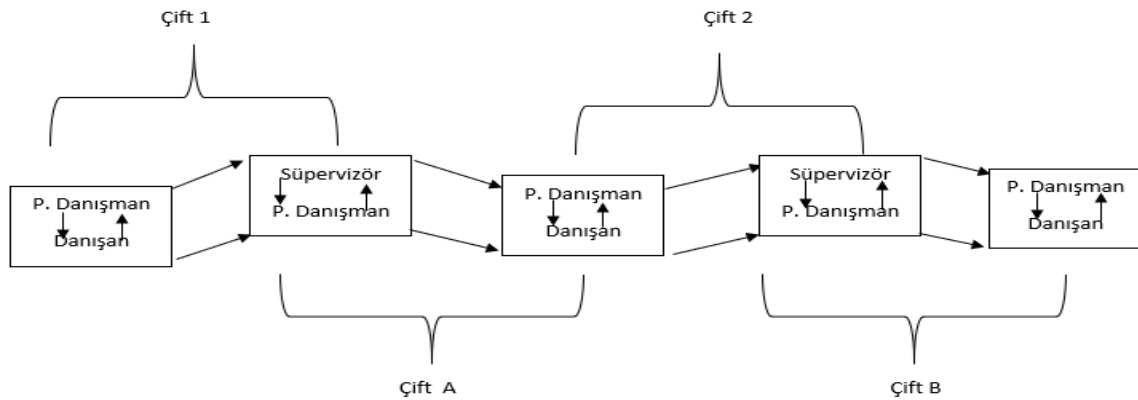 Çift 1
Çift 2
P. Danışman
Danışan
Süpervizör
P. Danışman
P. Danışman
Danışan
Süpervizör
P. Danışman
P. Danışman
Danışan
Çift A
Çift B